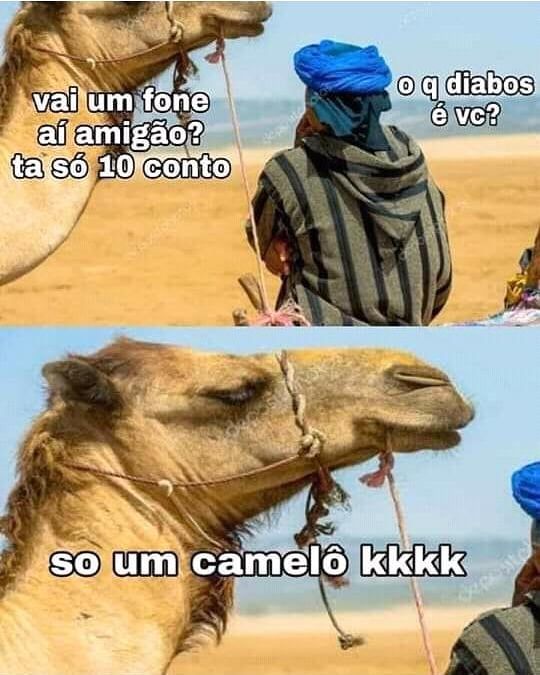 vai um fone
aí amigão?
ta só 10 conto
o q diabos
é vc?
so um camelô kkkk